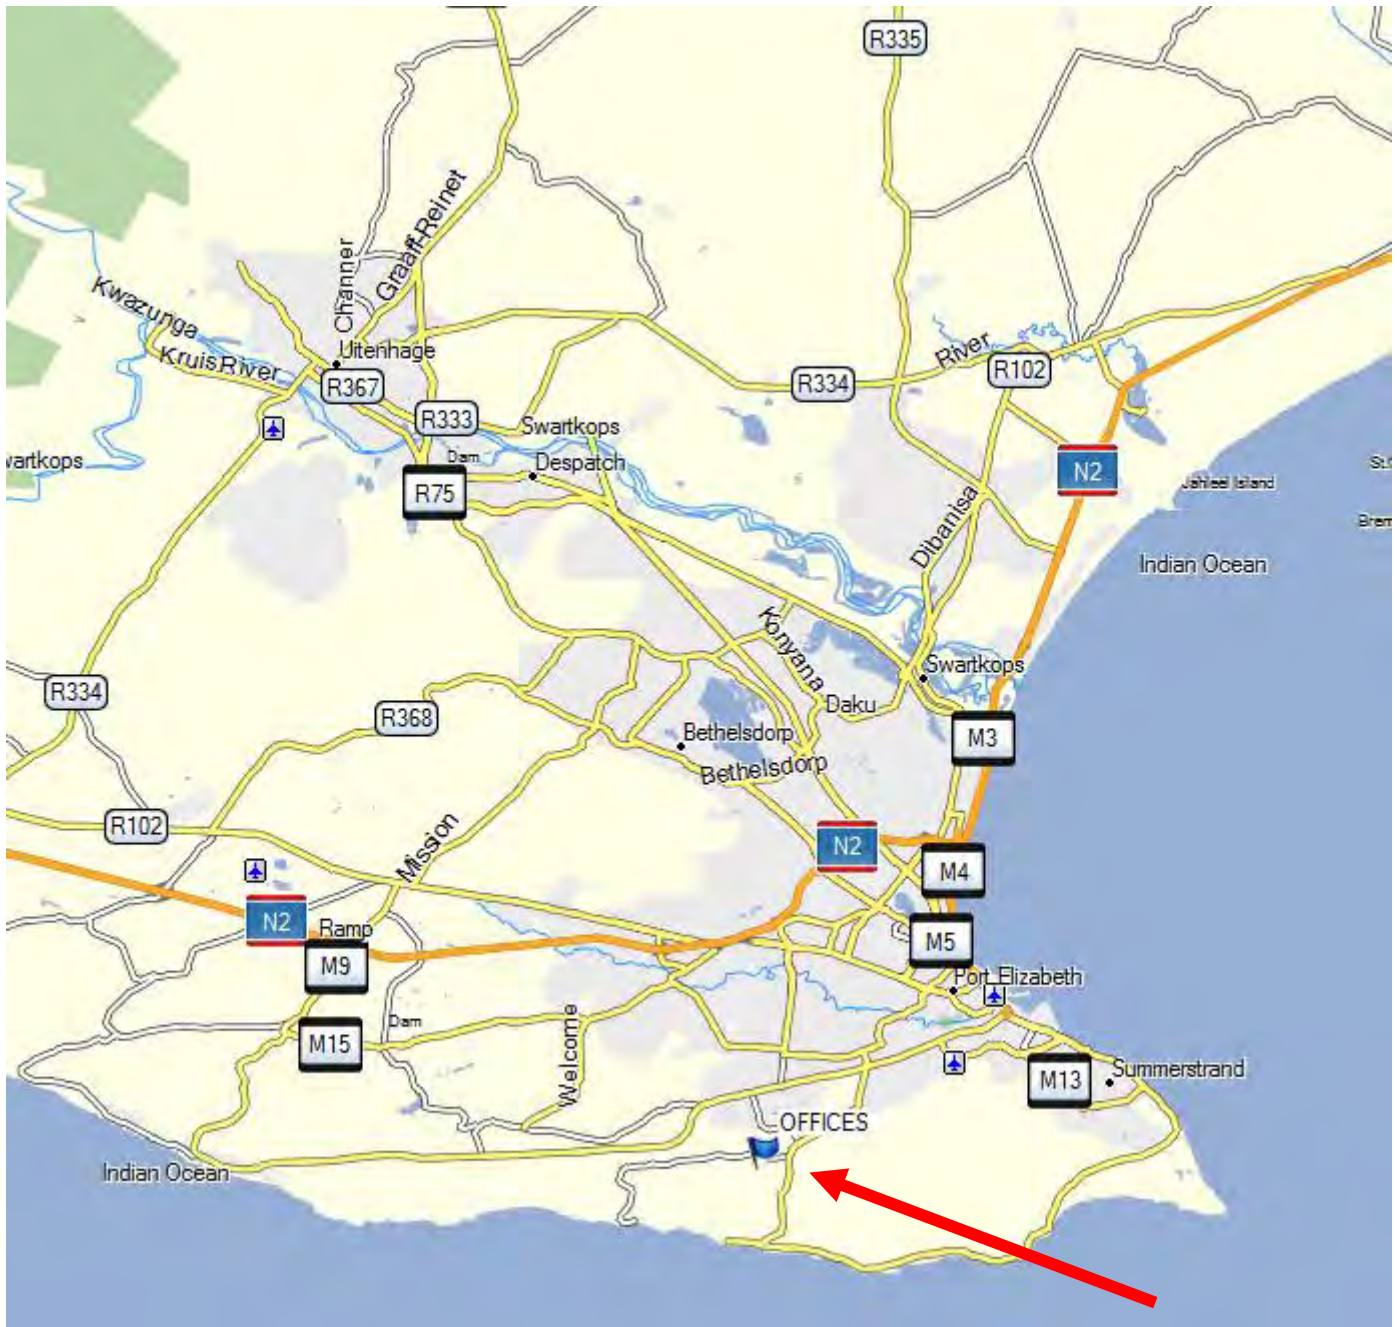 R335
Graaff-Reinet
Channer
Kwazunga
Kruis River
Uitenhage
River
R102
R334
R367
R333
Swartkops
wartkops
Dam
Despatch
N2
R75
Jahleel Island
Dibanisa
Indian Ocean
Konyana
Swartkops
R334
R368
Daku
Bethelsdorp
M3
Bethelsdorp
R102
Mission
N2
M4
N2
Ramp
M5
M9
Port Elizabeth
Dam
M15
Welcome
M13
Summerstrand
OFFICES
Indian Ocean